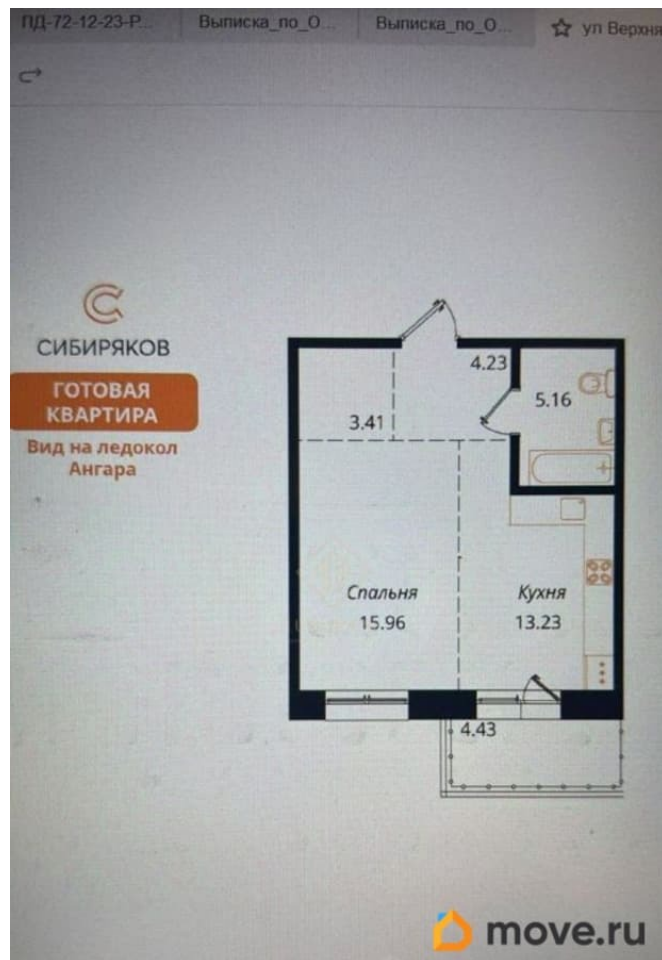 ПД-72-12-23-Р...
Выписка_по_О...
Выписка_по_О...
ул Верхня
СИБИРЯКОВ
ГОТОВАЯ
КВАРТИРА
Вид на ледокол
Ангара
4.23
5.16
3.41
Спальня
15.96
Кухня
13.23
4.43
move.ru